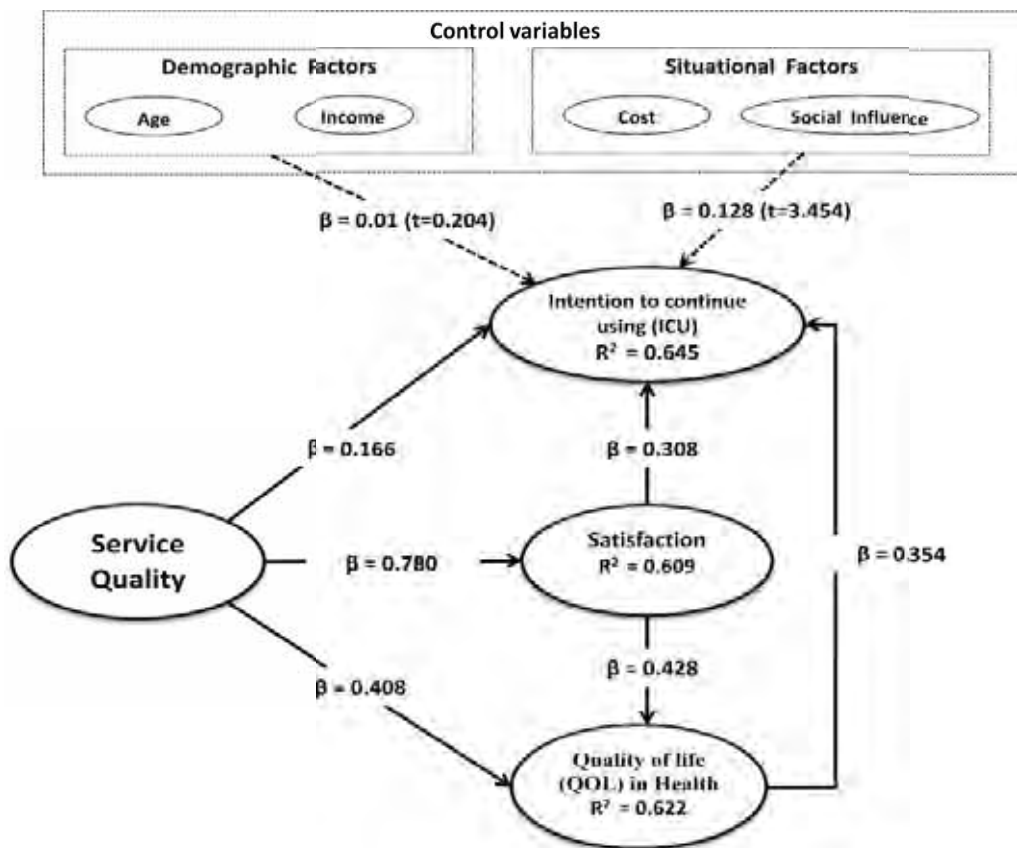 Control variables
Demographic Factors
Age
Income
Situational Factors
Cost
Social Influence
β = 0.01 (t=0.204)
β = 0.128 (t=3.454)
Intention to continue
using (ICU)
R² = 0.645
β = 0.166
β = 0.308
Service
Quality
β = 0.780
Satisfaction
R² = 0.609
β = 0.354
β = 0.408
β = 0.428
Quality of life
(QOL) in Health
R² = 0.622